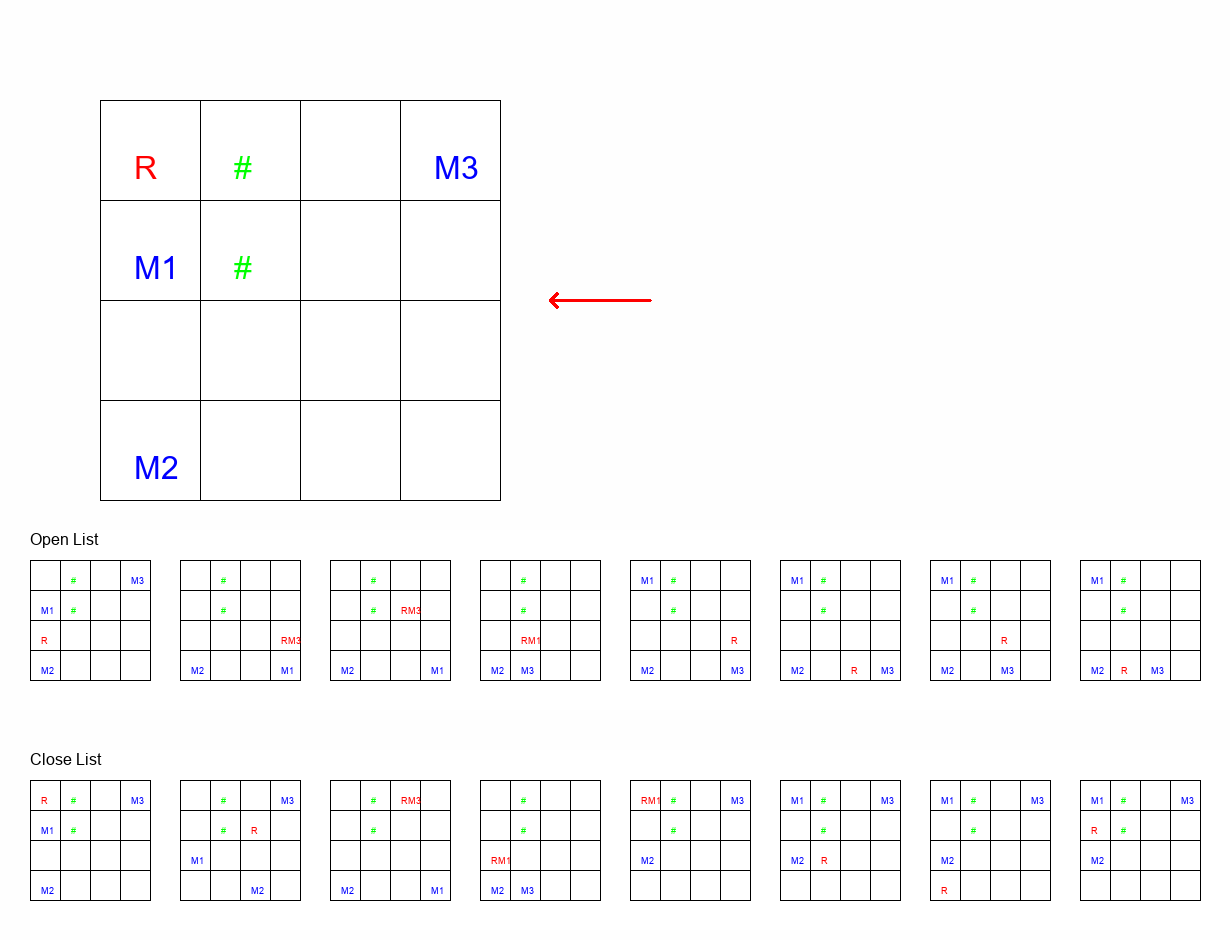 R # M3
M1 #
M2
Open List
# M3 # # # M1 # M1 # M1 # M1 #
M1 # # # RM3 # # # # #
R RM3 RM1 R R
M2 M2 M1 M2 M1 M2 M3 M2 M3 M2 R M3 M2 M3 M2 R M3
Close List
R # M3 # M3 # RM3 # RM1 # M3 M1 # M3 M1 # M3 M1 # M3
M1 # # R # # # # # R #
M1 RM1 M2 M2 R M2 M2
M2 M2 M2 M1 M2 M3 R